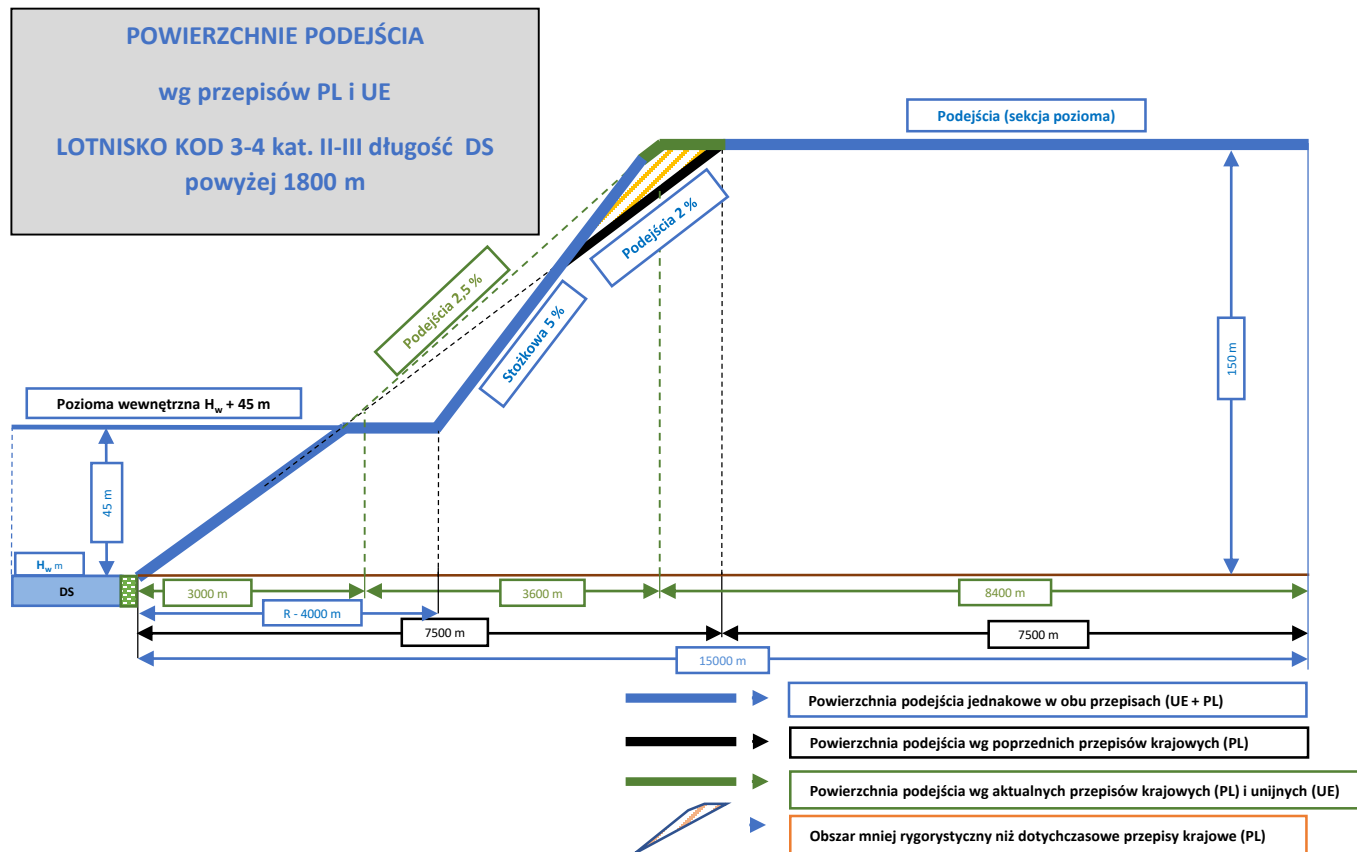 POWIERZCHNIE PODEJŚCIA
wg przepisów PL i UE
LOTNISKO KOD 3-4 kat. II-III długość DS
powyżej 1800 m
Podejścia (sekcja pozioma)
Podejścia 2,5 %
Podejścia 2 %
Stożkowa 5 %
150 m
Pozioma wewnętrzna Hw + 45 m
45 m
Hw m
DS
3000 m
3600 m
8400 m
R - 4000 m
7500 m
7500 m
15000 m
Powierzchnia podejścia jednakowe w obu przepisach (UE + PL)
Powierzchnia podejścia wg poprzednich przepisów krajowych (PL)
Powierzchnia podejścia wg aktualnych przepisów krajowych (PL) i unijnych (UE)
Obszar mniej rygorystyczny niż dotychczasowe przepisy krajowe (PL)